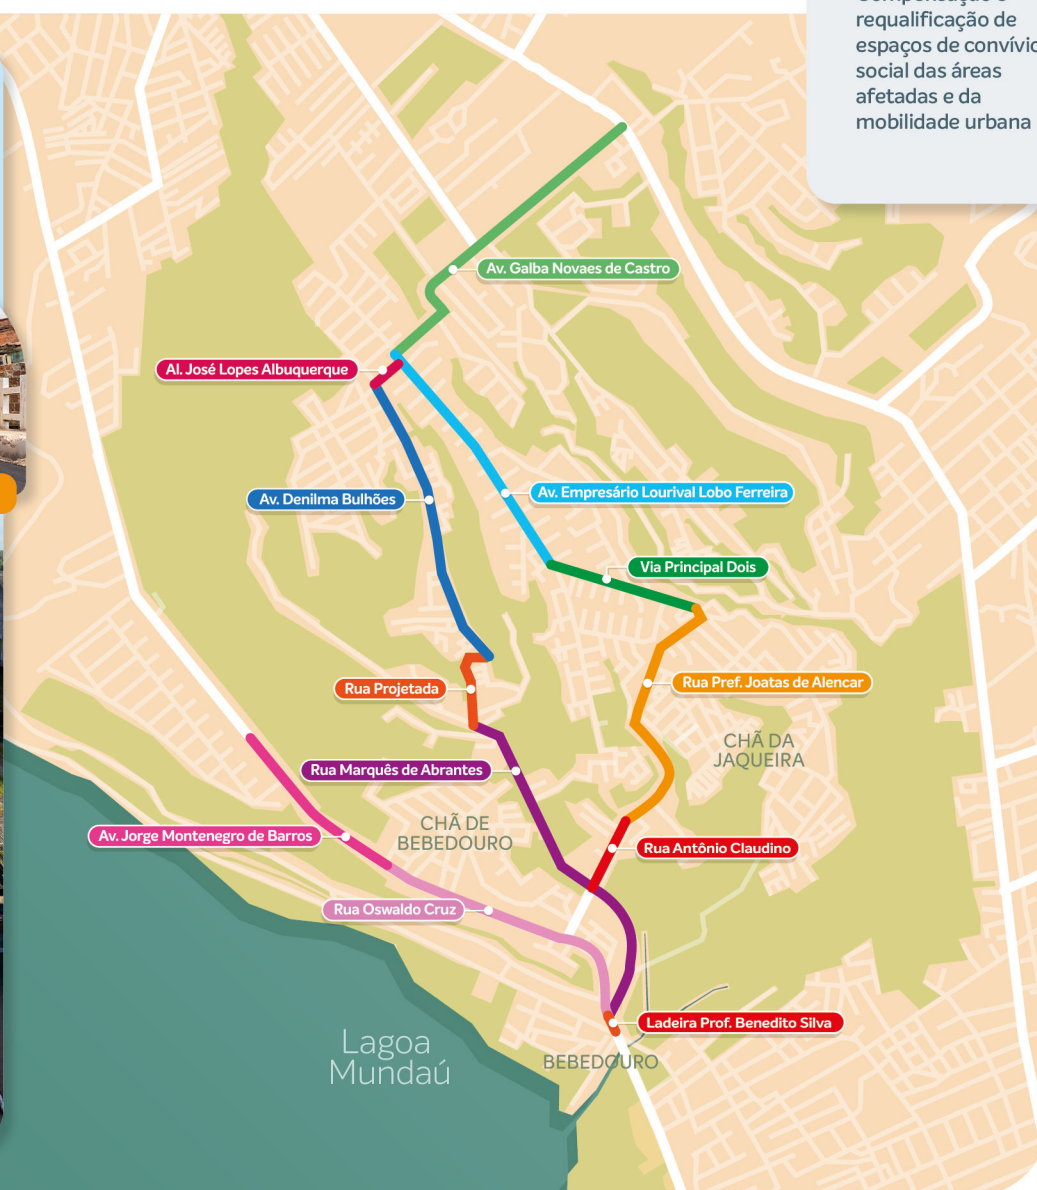 requalificação de
espaços de convívio
social das áreas
afetadas e da
mobilidade urbana
Av. Galba Novaes de Castro
Al. José Lopes Albuquerque
Av. Empresário Lourival Lobo Ferreira
Av. Denilma Bulhões
Via Principal Dois
Rua Pref. Joatas de Alencar
Rua Projetada
CHÃ DA
JAQUEIRA
Rua Marquês de Abrantes
CHÃ DE
BEBEDOURO
Av. Jorge Montenegro de Barros
Rua Antônio Claudino
Rua Oswaldo Cruz
Ladeira Prof. Benedito Silva
Lagoa
Mundaú
BEBEDOURO